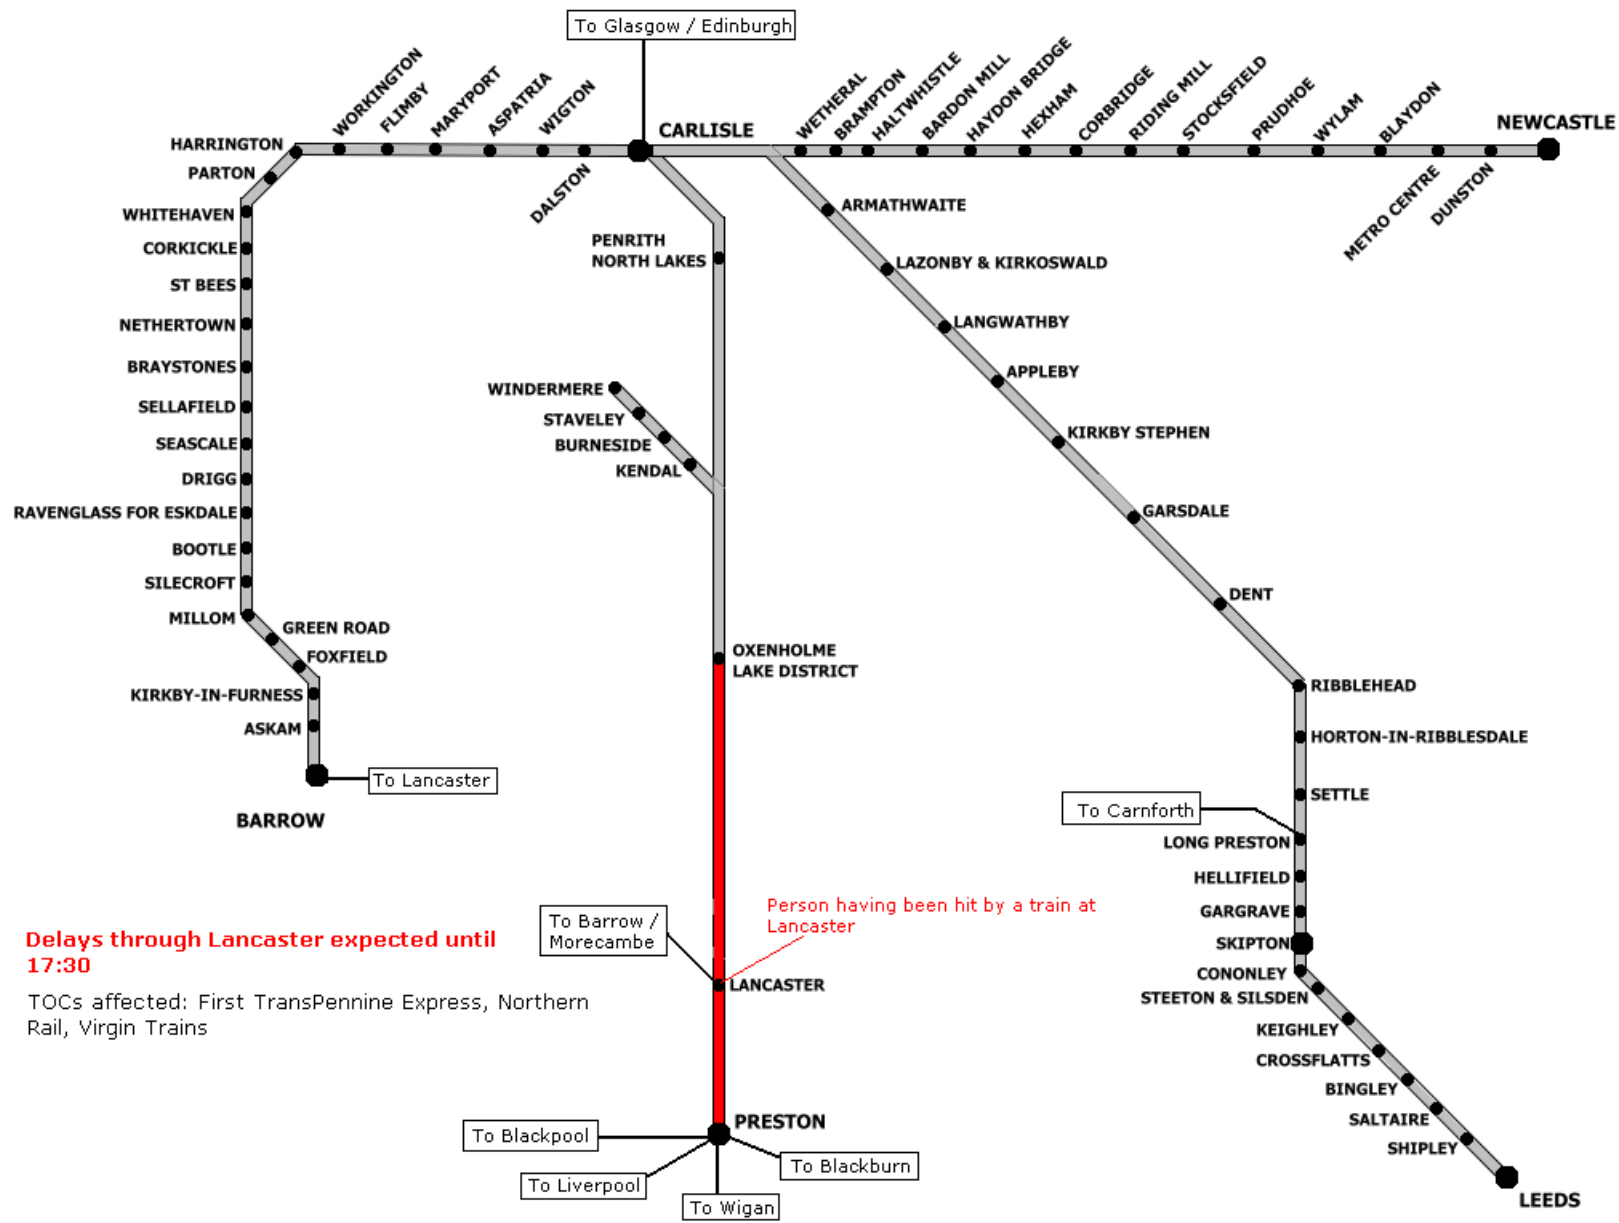 To Glasgow / Edinburgh
WORKINGTON
FLIMBY
MARYPORT
ASPATRIA
WIGTON
DALSTON
CARLISLE
WETHERAL
BRAMPTON
HALTWHISTLE
BARDON MILL
HAYDON BRIDGE
HEXHAM
CORBRIDGE
RIDING MILL
STOCKSFIELD
PRUDHOE
WYLAM
BLAYDON
METRO CENTRE
DUNSTON
NEWCASTLE
HARRINGTON
PARTON
WHITEHAVEN
CORKICKLE
ST BEES
NETHERTOWN
BRAYSTONES
SELLAFIELD
SEASCALE
DRIGG
RAVENGLASS FOR ESKDALE
BOOTLE
SILECROFT
MILLOM
GREEN ROAD
FOXFIELD
KIRKBY-IN-FURNESS
ASKAM
To Lancaster
BARROW
PENRITH
NORTH LAKES
WINDERMERE
STAVELEY
BURNESIDE
KENDAL
OXENHOLME
LAKE DISTRICT
To Barrow /
Morecambe
Person having been hit by a train at
Lancaster
LANCASTER
PRESTON
To Blackpool
To Liverpool
To Wigan
To Blackburn
ARMATHWAITE
LAZONBY & KIRKOSWALD
LANGWATHBY
APPLEBY
KIRKBY STEPHEN
GARSDALE
DENT
RIBBLEHEAD
HORTON-IN-RIBBLESDALE
SETTLE
To Carnforth
LONG PRESTON
HELLIFIELD
GARGRAVE
SKIPTON
CONONLEY
STEETON & SILSDEN
KEIGHLEY
CROSSFLATTS
BINGLEY
SALTAIRE
SHIPLEY
LEEDS
Delays through Lancaster expected until
17:30
TOCs affected: First TransPennine Express, Northern
Rail, Virgin Trains